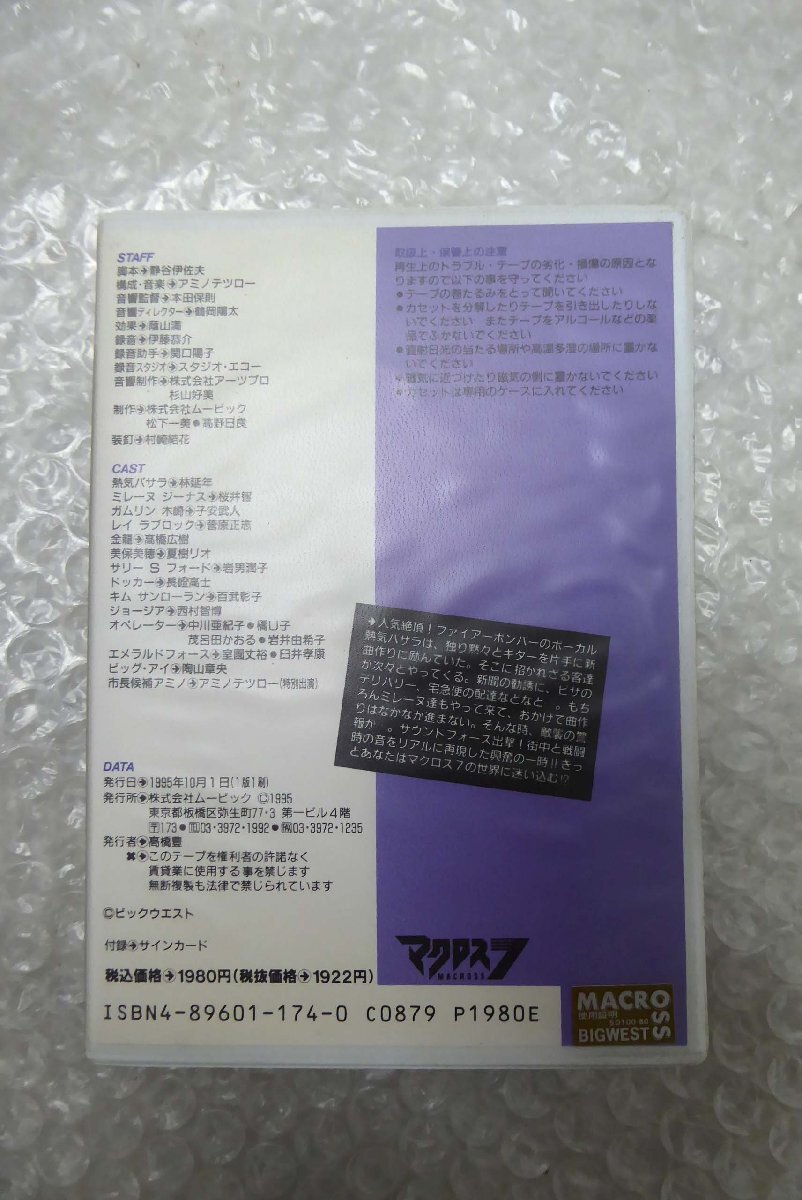 STAFF
脚本➔静谷伊佐夫
構成・音楽➔アミノテツロー
音響監督➔本田保則
音響ディレクター➔鶴岡陽太
効果➔蔭山満
録音➔伊藤恭介
録音助手➔関口陽子
録音スタジオ➔スタジオ・エコー
音響制作➔株式会社アーツプロ
杉山好美
制作➔株式会社ムービック
松下一美●高野日良
装釘➔村崎結花
CAST
熱気バサラ➔林延年
ミレーヌ ジーナス➔桜井智
ガムリン 木崎➔子安武人
レイ ラブロック➔菅原正志
金龍➔高橋広樹
美保美穂➔夏樹リオ
サリー S フォード➔岩男潤子
ドッカー➔長嶝高士
キム サンローラン➔百武彰子
ジョージア➔西村智博
オペレーター➔中川亜紀子●礒U子
茂呂田かおる●岩井由希子
エメラルドフォース➔室園丈裕・臼井孝康
ビッグ・アイ➔陶山章央
市長候補アミノ➔アミノテツロー(特別出演)
DATA
発行日➔1995年10月1日(1版1刷)
発行所➔株式会社ムービック ©1995
東京都板橋区弥生町77・3 第一ビル4階
〒173●TEL03・3972・1992●FAX03・3972・1235
発行者➔高橋豊
✖➔このテープを権利者の許諾なく
賃貸業に使用する事を禁じます
無断複製も法律で禁じられています
©ビックウエスト
付録➔サインカード
税込価格➔1980円(税抜価格➔1922円)
ISBN4-89601-174-0 C0879 P1980E
取扱上・保管上の注意
再生上のトラブル・テープの劣化・損傷の原因とな
りますので以下の事を守ってください
●テープの巻たるみをとって聞いてください
●カセットを分解したりテープを引き出したりしな
いでください またテープをアルコールなどの薬
品でふかないでください
●直射日光の当たる場所や高温多湿の場所に置かな
いでください
●磁気に近づけたり磁気の側に置かないでください
●カセットは専用のケースに入れてください
➔人気絶頂!ファイアーボンバーのボーカル
熱気バサラは、独り黙々とギターを片手に新
曲作りに励んでいた。そこに招かれざる客達
が次々とやってくる。新聞の勧誘に、ピザの
デリバリー、宅急便の配達などなど…。もち
ろんミレーヌ達もやって来て、おかげで曲作
りはなかなか進まない。そんな時、敵襲の警
報が…。サウンドフォース出撃!街中と戦闘
時の音をリアルに再現した興奮の一時!!きっ
とあなたはマクロス7の世界に迷い込む!?
マクロス7
MACROSS
MACROSS
使用証明
BIGWEST